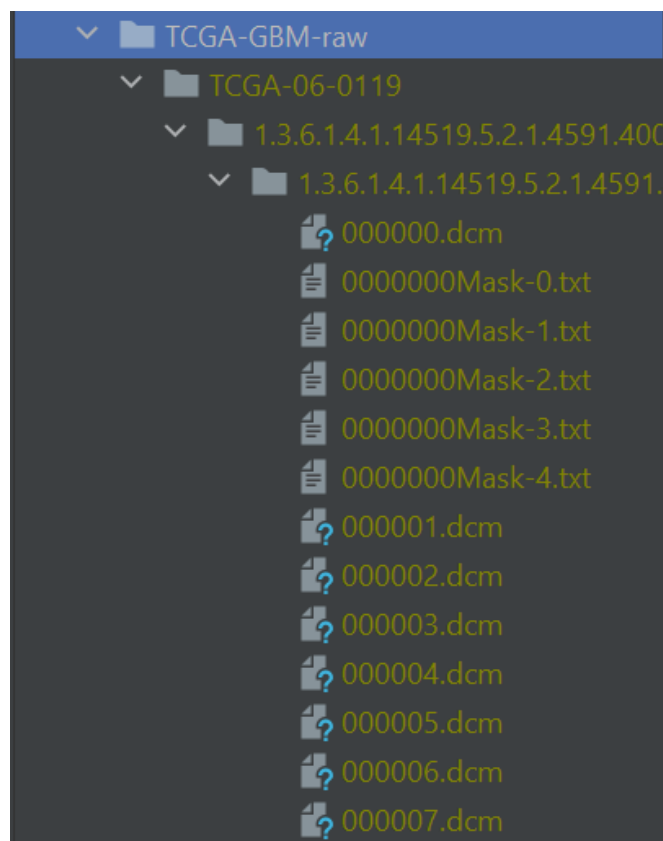 TCGA-GBM-raw
TCGA-06-0119
1.3.6.1.4.1.14519.5.2.1.4591.400
1.3.6.1.4.1.14519.5.2.1.4591.
000000.dcm
0000000Mask-0.txt
0000000Mask-1.txt
0000000Mask-2.txt
0000000Mask-3.txt
0000000Mask-4.txt
000001.dcm
000002.dcm
000003.dcm
000004.dcm
000005.dcm
000006.dcm
000007.dcm